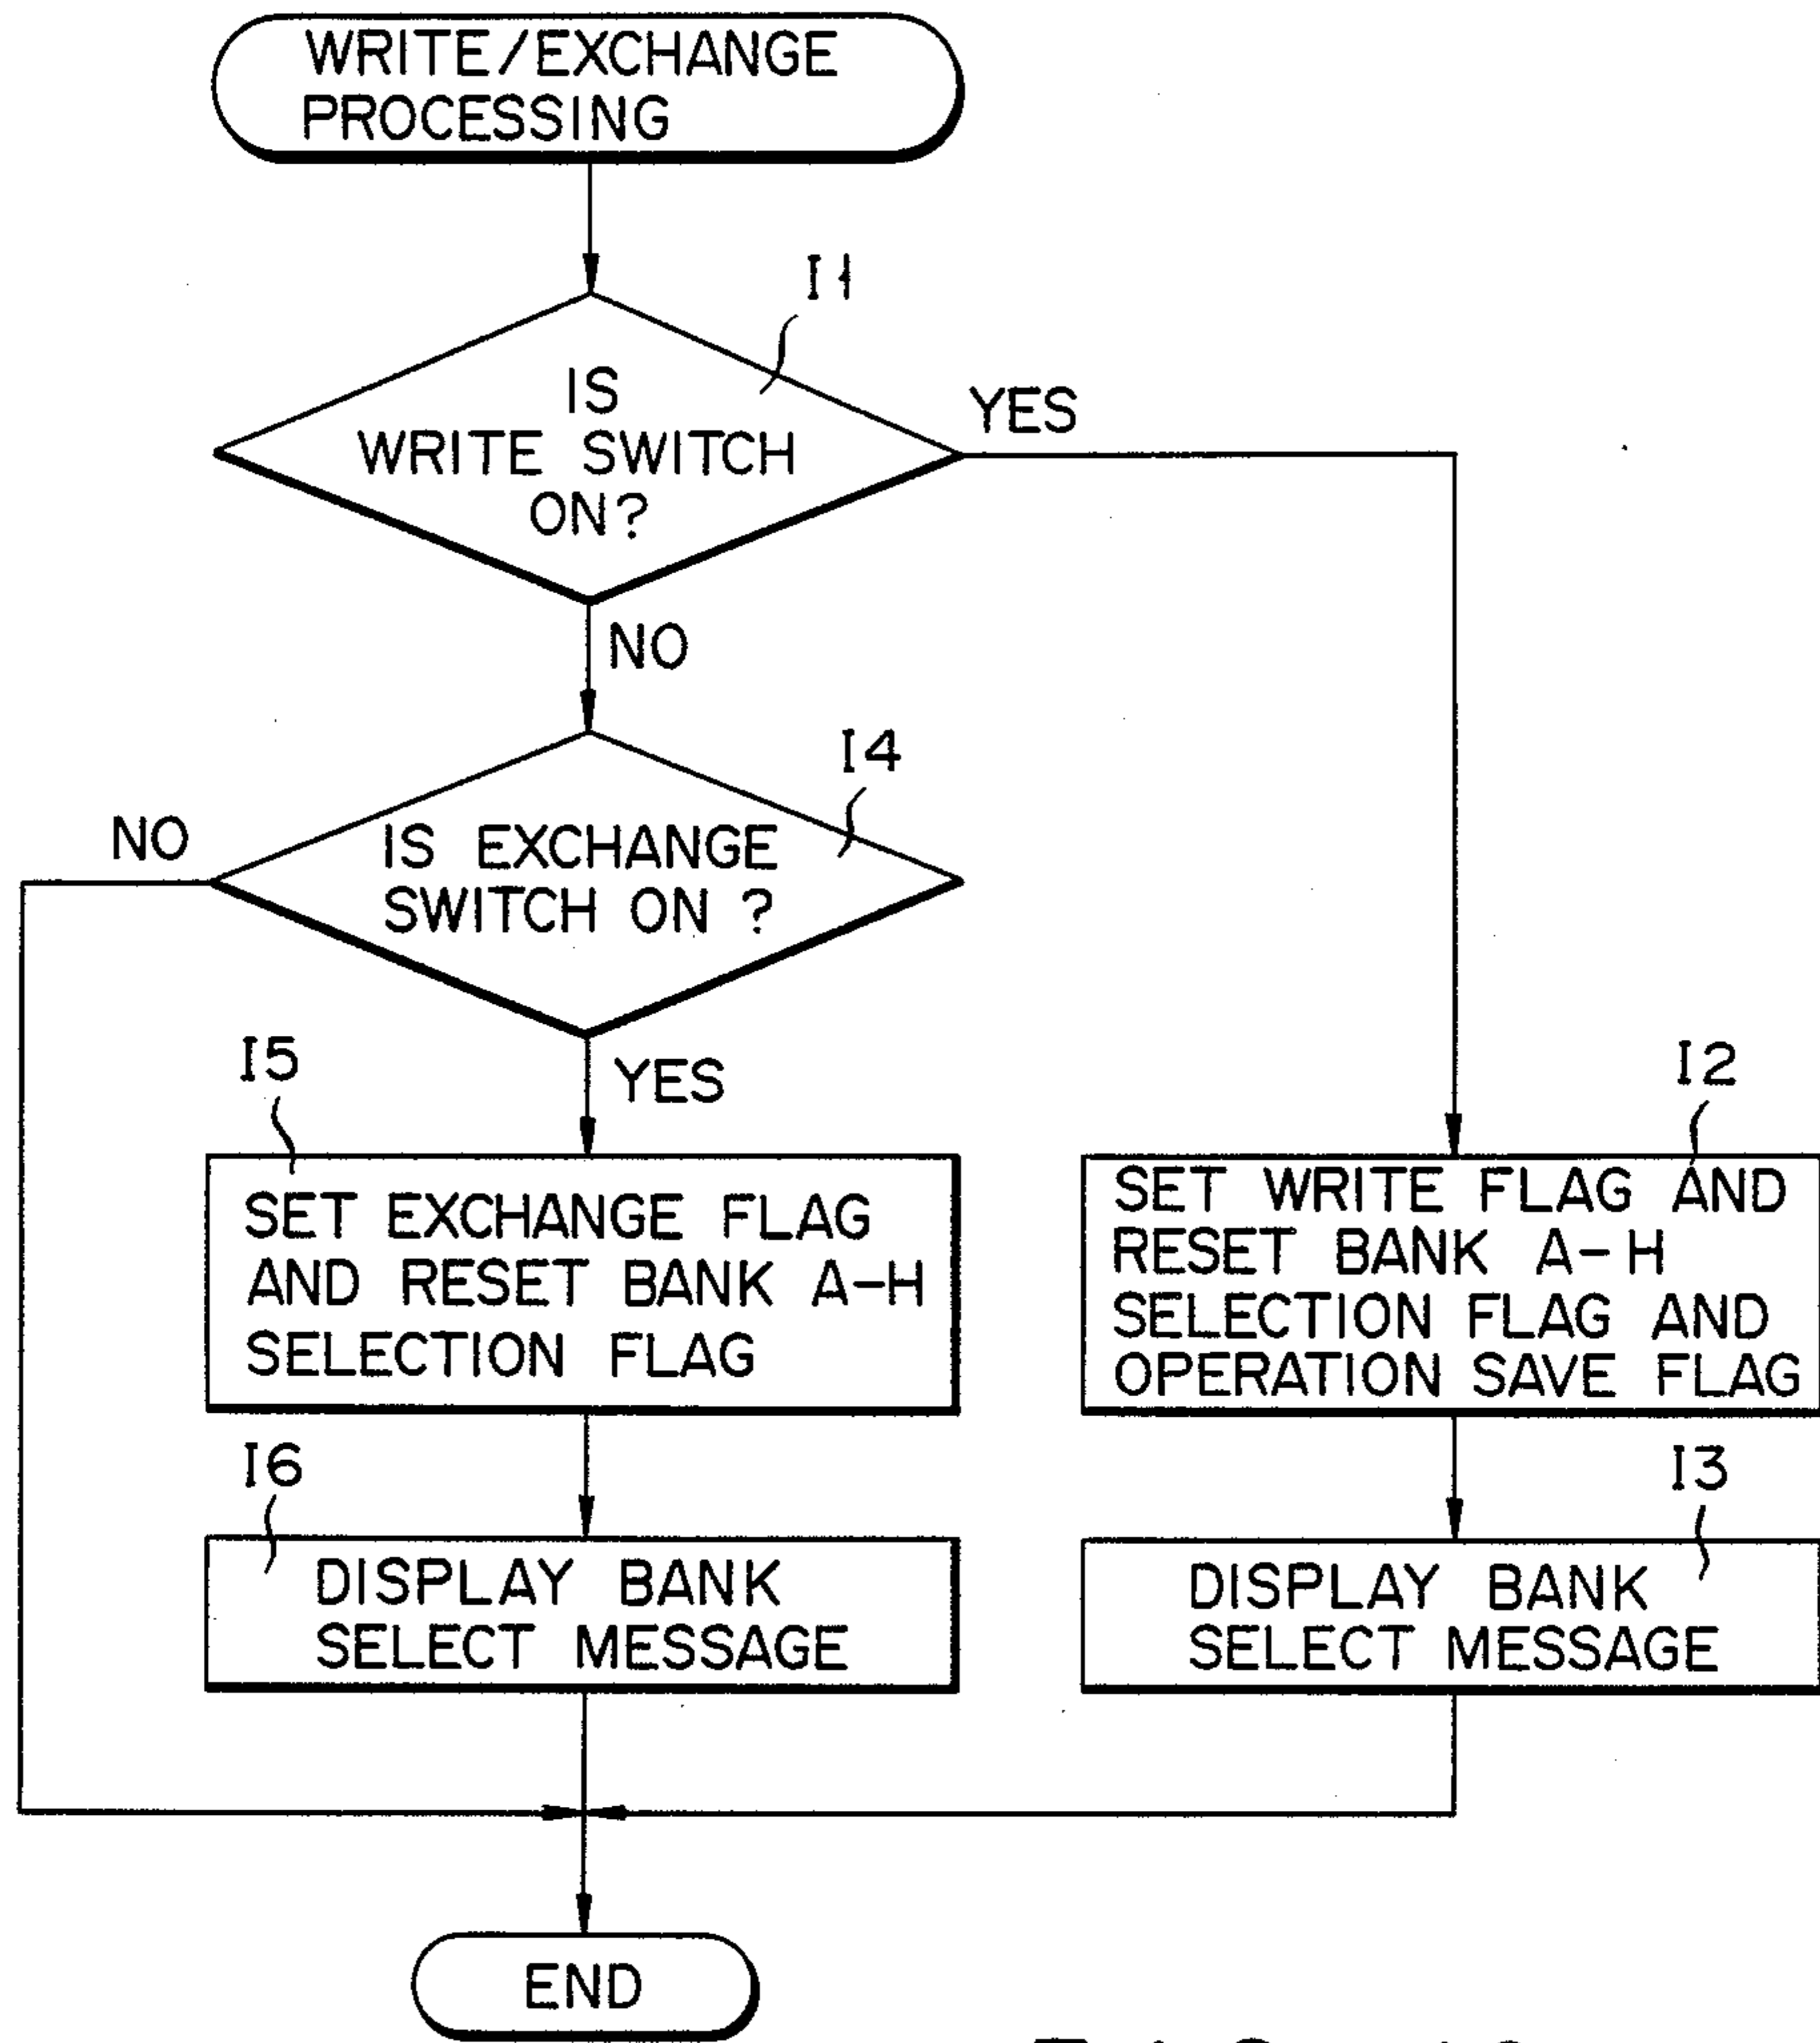 WRITE/EXCHANGE
PROCESSING
I1
IS
WRITE SWITCH
ON?
YES
NO
I4
NO
IS EXCHANGE
SWITCH ON ?
YES
I5
SET EXCHANGE FLAG
AND RESET BANK A-H
SELECTION FLAG
I2
SET WRITE FLAG AND
RESET BANK A-H
SELECTION FLAG AND
OPERATION SAVE FLAG
I6
DISPLAY BANK
SELECT MESSAGE
I3
DISPLAY BANK
SELECT MESSAGE
END